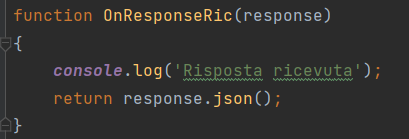 function OnResponseRic(response)
{
    console.log('Risposta ricevuta');
    return response.json();
}